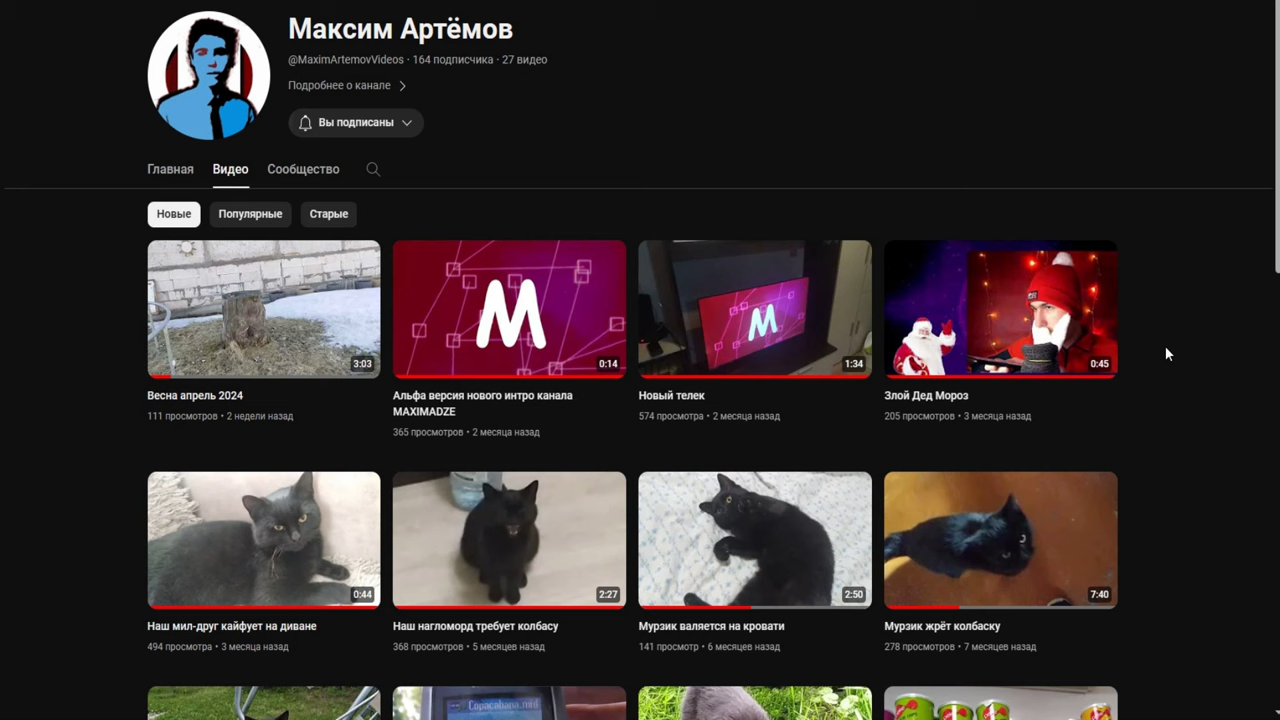 Максим Артёмов
@MaximArtemovVideos · 164 подписчика · 27 видео
Подробнее о канале
Вы подписаны
Главная Видео Сообщество
Новые Популярные Старые
M
M
3:03 0:14 1:34 0:45
Весна апрель 2024
111 просмотров • 2 недели назад
Альфа версия нового интро канала
MAXIMADZE
365 просмотров • 2 месяца назад
Новый телек
574 просмотра • 2 месяца назад
Злой Дед Мороз
205 просмотров • 3 месяца назад
0:44 2:27 2:50 7:40
Наш мил-друг кайфует на диване
494 просмотра • 3 месяца назад
Наш нагломорд требует колбасу
368 просмотров • 5 месяцев назад
Мурзик валяется на кровати
141 просмотр • 6 месяцев назад
Мурзик жрёт колбаску
278 просмотров • 7 месяцев назад
Copacabana.mid